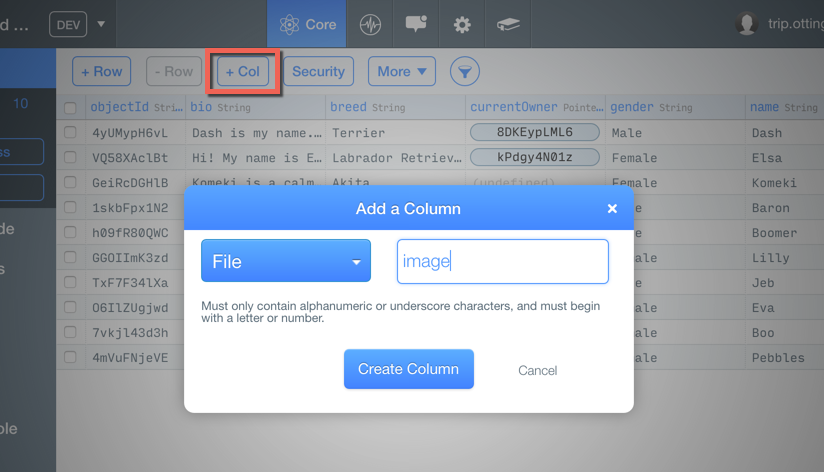 d ... DEV Core trip.otting
+ Row - Row + Col Security More
10
objectId Stri… bio String breed String currentOwner Pointe… gender String name String
4yUMypH6vL Dash is my name.… Terrier 8DKEypLML6 Male Dash
VQ58XAclBt Hi! My name is E… Labrador Retriev… kPdgy4N01z Female Elsa
ss
GeiRcDGHlB Komeki is a calm Akita (undefined) Female Komeki
1skbFpx1N2 Baron
Add a Column
de
h09fR80QWC Boomer
GGOIImK3zd ale Lilly
File image
s
TxF7F34lXa e Jeb
O6IlZUgjwd ale Eva
Must only contain alphanumeric or underscore characters, and must begin
with a letter or number.
7vkjl43d3h ale Boo
4mVuFNjeVE ale Pebbles
Create Column Cancel
ble